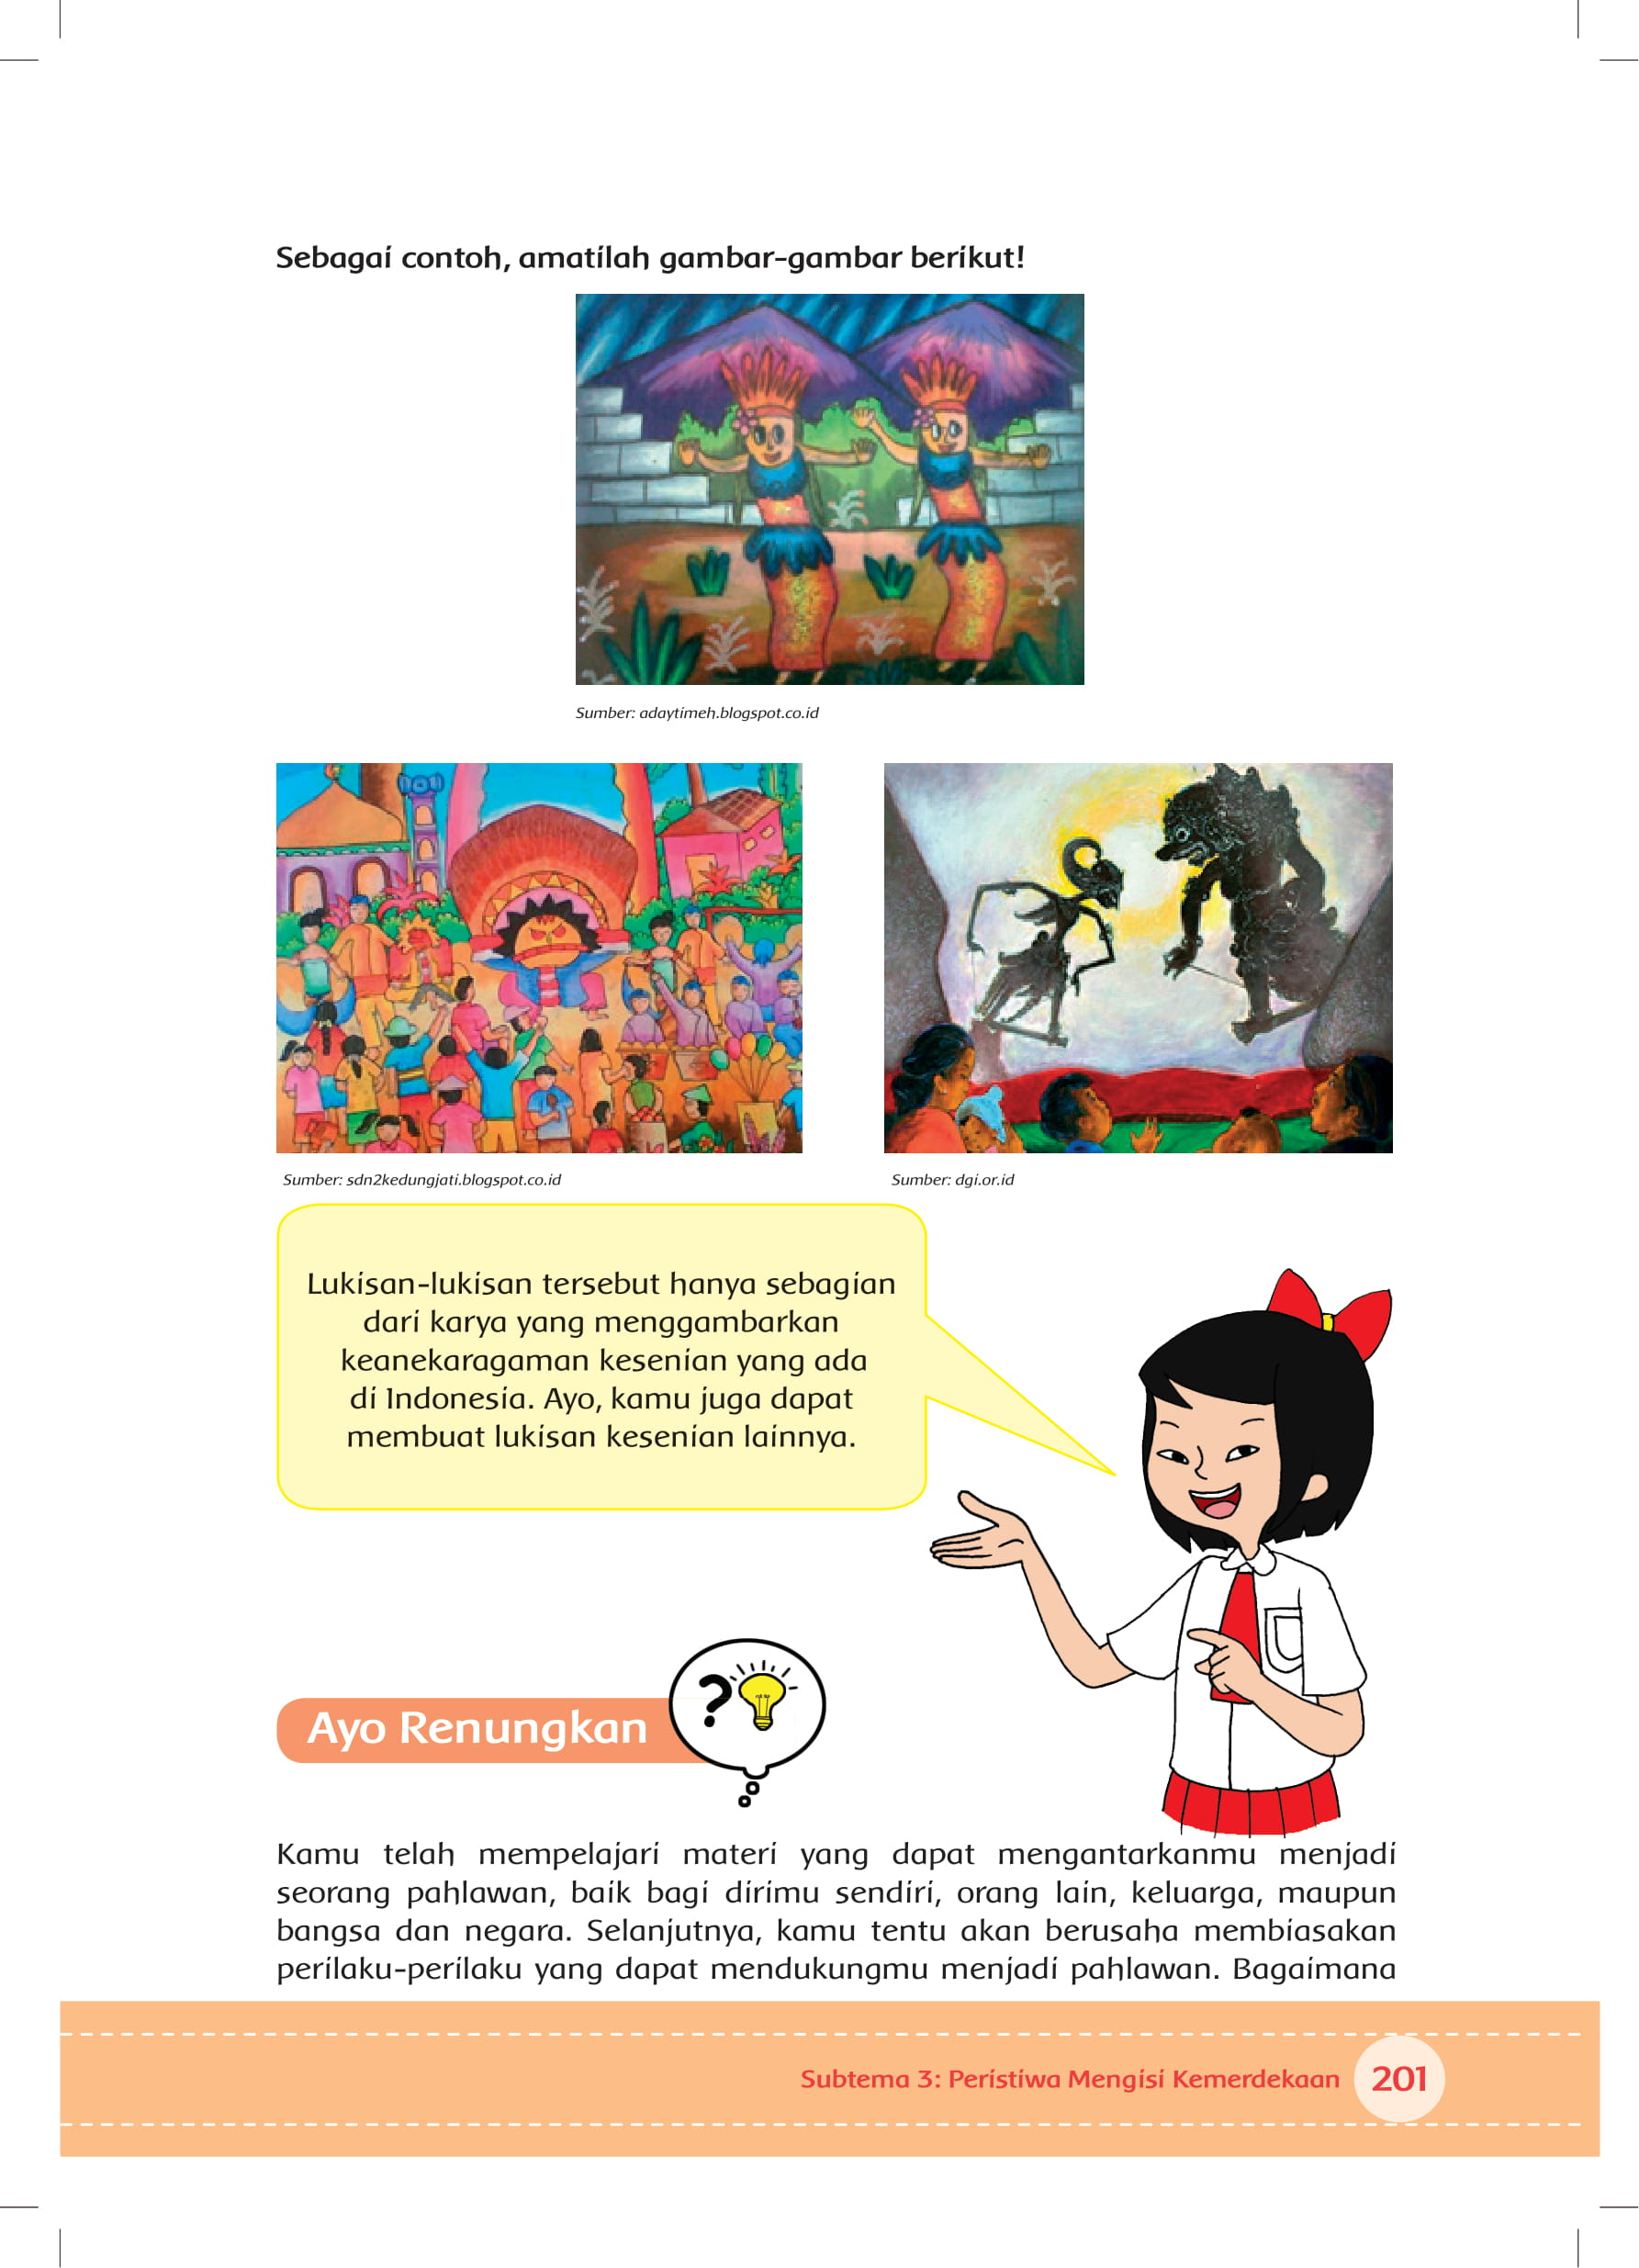 Sebagai contoh, amatilah gambar-gambar berikut!
Sumber: adaytimeh.blogspot.co.id
Sumber: sdn2kedungjati.blogspot.co.id
Sumber: dgi.or.id
Lukisan-lukisan tersebut hanya sebagian
dari karya yang menggambarkan
keanekaragaman kesenian yang ada
di Indonesia. Ayo, kamu juga dapat
membuat lukisan kesenian lainnya.
?
Ayo Renungkan
Kamu telah mempelajari materi yang dapat mengantarkanmu menjadi
seorang pahlawan, baik bagi dirimu sendiri, orang lain, keluarga, maupun
bangsa dan negara. Selanjutnya, kamu tentu akan berusaha membiasakan
perilaku-perilaku yang dapat mendukungmu menjadi pahlawan. Bagaimana
Subtema 3: Peristiwa Mengisi Kemerdekaan 201